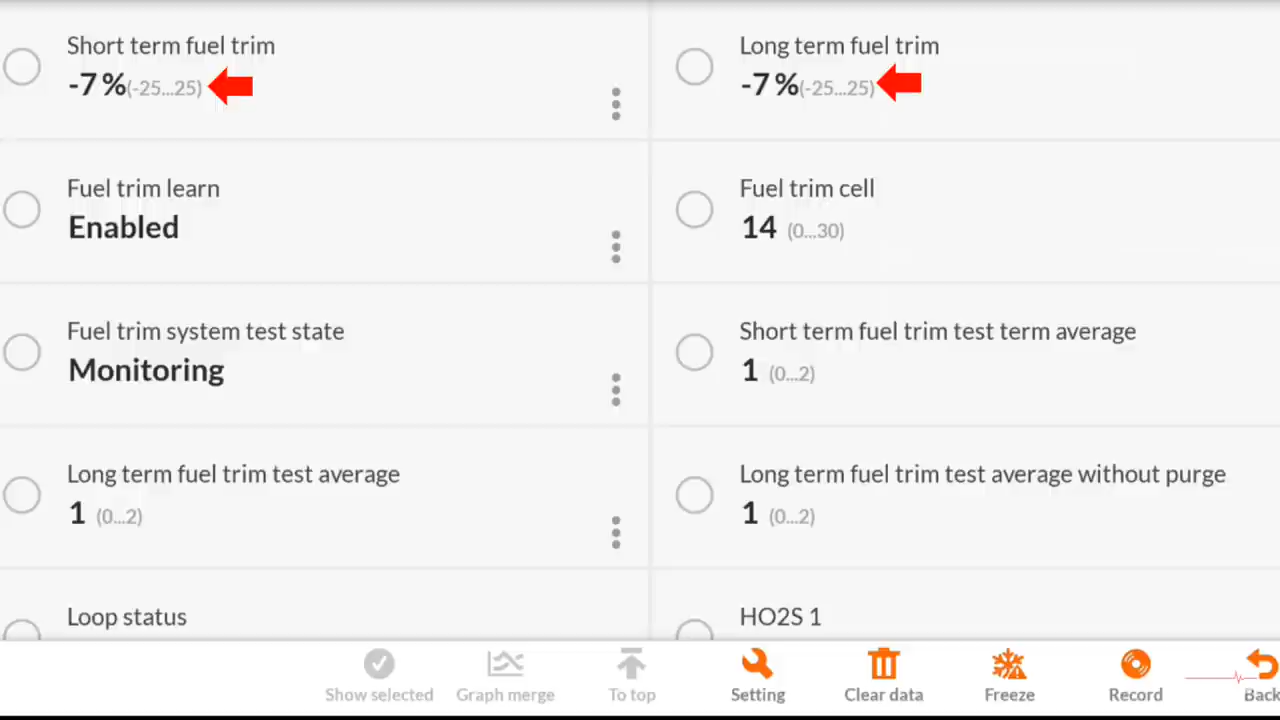 Short term fuel trim
-7 % (-25...25)
Long term fuel trim
-7 % (-25...25)
Fuel trim learn
Enabled
Fuel trim cell
14 (0...30)
Fuel trim system test state
Monitoring
Short term fuel trim test term average
1 (0...2)
Long term fuel trim test average
1 (0...2)
Long term fuel trim test average without purge
1 (0...2)
Loop status
HO2S 1
Show selected
Graph merge
To top
Setting
Clear data
Freeze
Record
Back